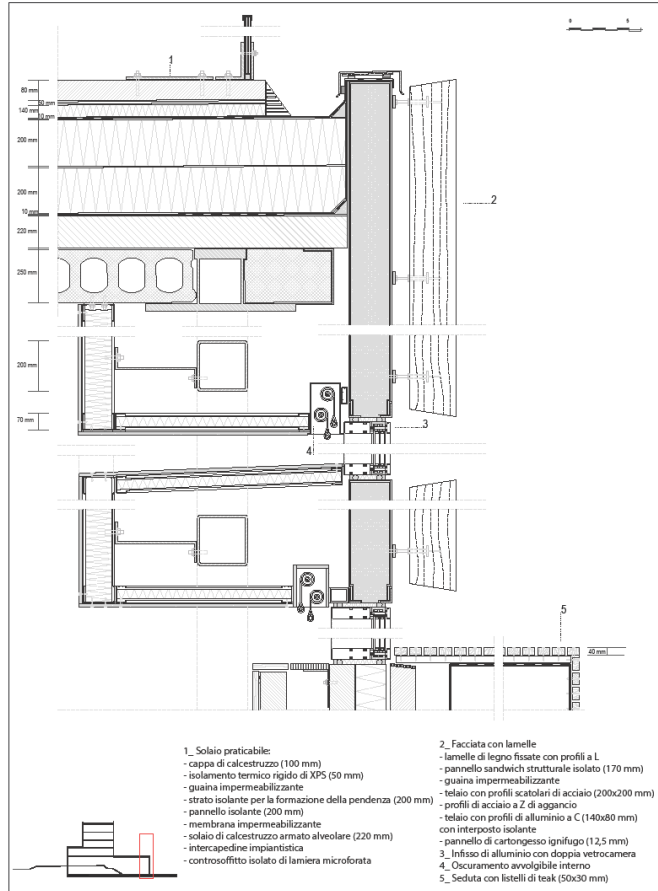 0 5
1
80 mm
50 mm
140 mm
10 mm
200 mm
2
200 mm
10 mm
220 mm
250 mm
200 mm
70 mm
3
4
5
40 mm
1_ Solaio praticabile:
- cappa di calcestruzzo (100 mm)
- isolamento termico rigido di XPS (50 mm)
- guaina impermeabilizzante
- strato isolante per la formazione della pendenza (200 mm)
- pannello isolante (200 mm)
- membrana impermeabilizzante
- solaio di calcestruzzo armato alveolare (220 mm)
- intercapedine impiantistica
- controsoffitto isolato di lamiera microforata
2_ Facciata con lamelle
- lamelle di legno fissate con profili a L
- pannello sandwich strutturale isolato (170 mm)
- guaina impermeabilizzante
- telaio con profili scatolari di acciaio (200x200 mm)
- profili di acciaio a Z di aggancio
- telaio con profili di alluminio a C (140x80 mm)
con interposto isolante
- pannello di cartongesso ignifugo (12,5 mm)
3_ Infisso di alluminio con doppia vetrocamera
4_ Oscuramento avvolgibile interno
5_ Seduta con listelli di teak (50x30 mm)